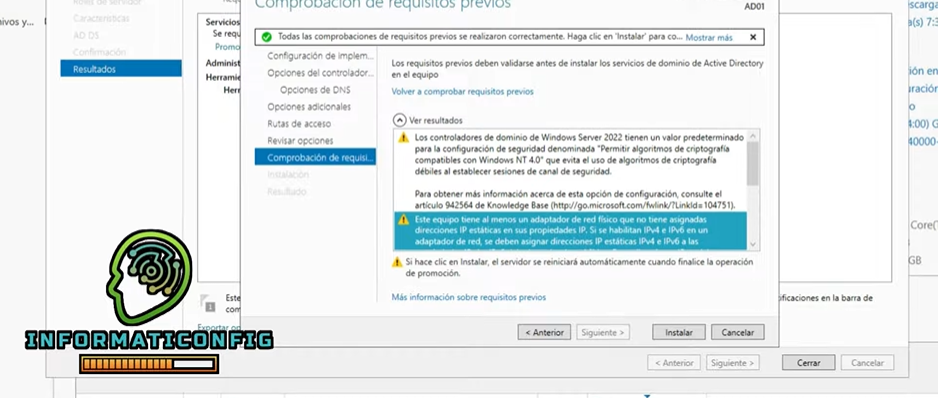 Comprobación de requisitos previos
AD01
Todas las comprobaciones de requisitos previos se realizaron correctamente. Haga clic en 'Instalar' para co... Mostrar más
Roles de servidor
Características
AD DS
Confirmación
Resultados
Servicios
Se requ
Promo
Administ
Herramie
Her
Configuración de implem...
Opciones del controlador...
Opciones de DNS
Opciones adicionales
Rutas de acceso
Revisar opciones
Comprobación de requisi...
Instalación
Resultado
Los requisitos previos deben validarse antes de instalar los servicios de dominio de Active Directory
en el equipo
Volver a comprobar requisitos previos
Ver resultados
Los controladores de dominio de Windows Server 2022 tienen un valor predeterminado
para la configuración de seguridad denominada "Permitir algoritmos de criptografía
compatibles con Windows NT 4.0" que evita el uso de algoritmos de criptografía
débiles al establecer sesiones de canal de seguridad.
Para obtener más información acerca de esta opción de configuración, consulte el
artículo 942564 de Knowledge Base (http://go.microsoft.com/fwlink/?LinkId=104751).
Este equipo tiene al menos un adaptador de red físico que no tiene asignadas
direcciones IP estáticas en sus propiedades IP. Si se habilitan IPv4 e IPv6 en un
adaptador de red, se deben asignar direcciones IP estáticas IPv4 e IPv6 a las
Si hace clic en Instalar, el servidor se reiniciará automáticamente cuando finalice la operación
de promoción.
Más información sobre requisitos previos
< Anterior
Siguiente >
Instalar
Cancelar
Este
com
Exportar op
ificaciones en la barra de
< Anterior
Siguiente >
Cerrar
Cancelar
INFORMATICONFIG
ivos y...
escarga
a(s) 7:3
ión en
uración
4:00) G
40000-
Core(T
GB